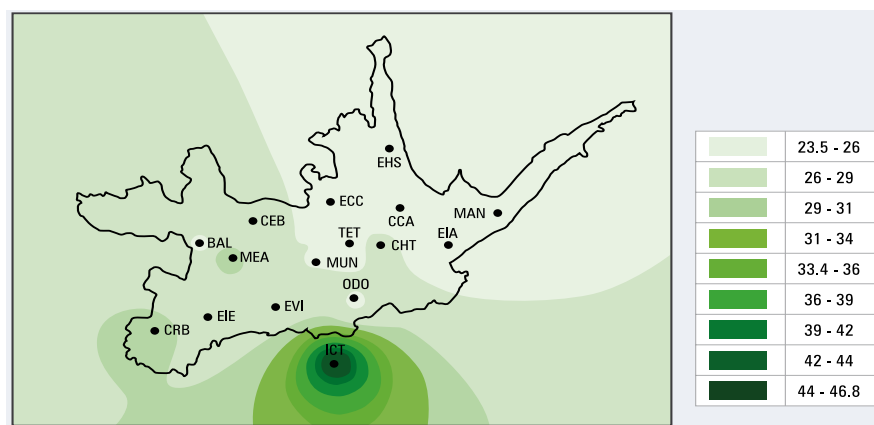 EHS
ECC
CCA
MAN
CEB
TET
CHT
EIA
BAL
MEA
MUN
ODO
EVI
EIE
CRB
ICT
23.5 - 26
26 - 29
29 - 31
31 - 34
33.4 - 36
36 - 39
39 - 42
42 - 44
44 - 46.8